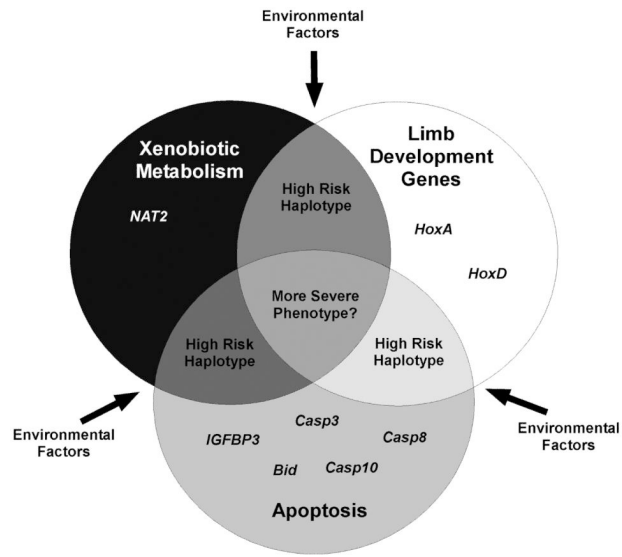 Environmental
Factors
Xenobiotic
Metabolism
Limb
Development
Genes
High Risk
Haplotype
NAT2
HoxA
HoxD
More Severe
Phenotype?
High Risk
Haplotype
High Risk
Haplotype
Environmental
Factors
Environmental
Factors
IGFBP3
Casp3
Casp8
Bid
Casp10
Apoptosis